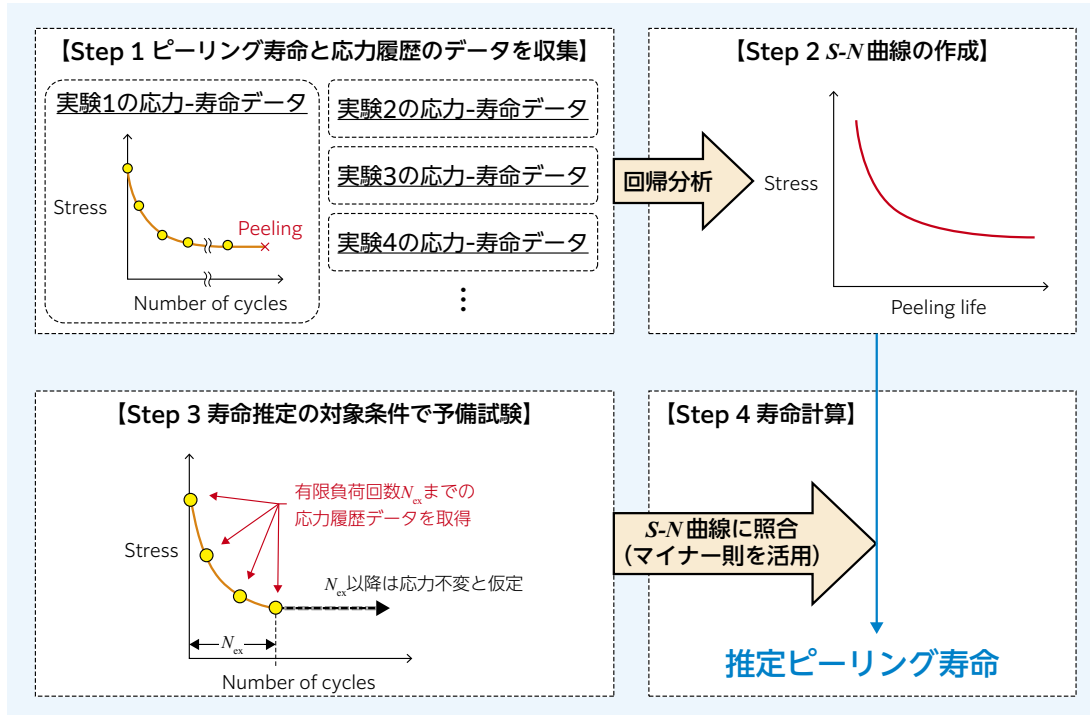 【Step 1 ピーリング寿命と応力履歴のデータを収集】
実験1の応力-寿命データ
Stress
Peeling
Number of cycles
実験2の応力-寿命データ
実験3の応力-寿命データ
実験4の応力-寿命データ
⋮
回帰分析
【Step 2 S-N 曲線の作成】
Stress
Peeling life
【Step 3 寿命推定の対象条件で予備試験】
有限負荷回数Nexまでの
応力履歴データを取得
Stress
Nex以降は応力不変と仮定
Nex
Number of cycles
S-N 曲線に照合
（マイナー則を活用）
【Step 4 寿命計算】
推定ピーリング寿命